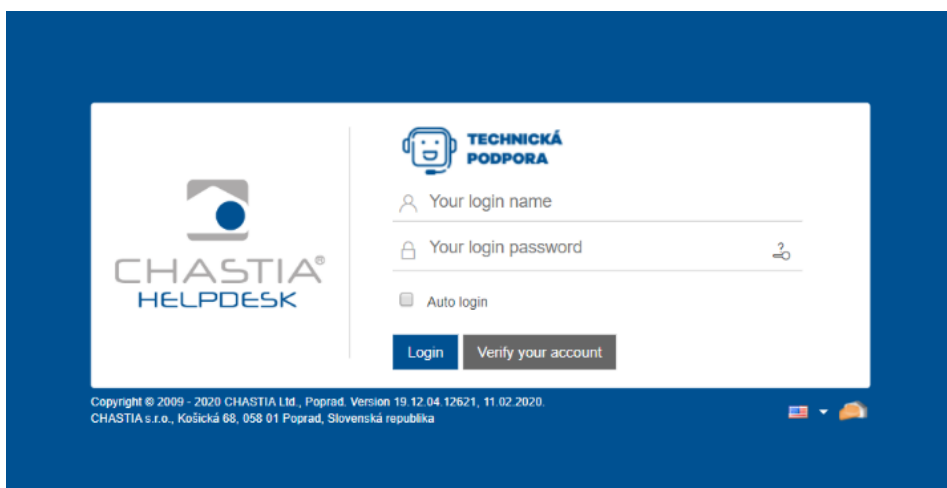 TECHNICKÁ
PODPORA
Your login name
Your login password
CHASTIA®
HELPDESK
Auto login
Login
Verify your account
Copyright © 2009 - 2020 CHASTIA Ltd., Poprad. Version 19.12.04.12621, 11.02.2020.
CHASTIA s.r.o., Košická 68, 058 01 Poprad, Slovenská republika